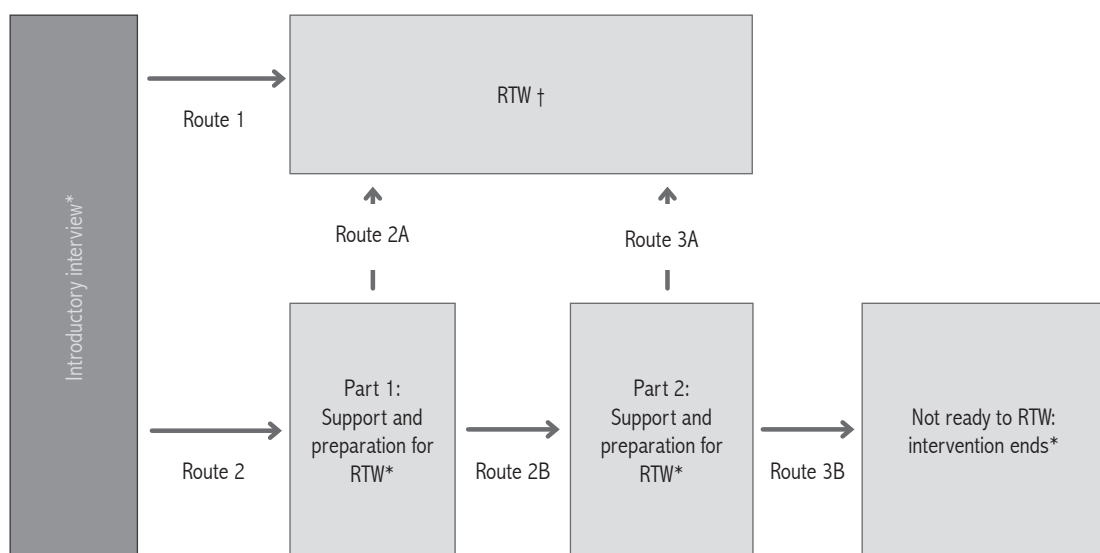 Introductory interview*
RTW †
Route 1
Route 2A
Route 3A
Part 1:
Support and
preparation for
RTW*
Part 2:
Support and
preparation for
RTW*
Not ready to RTW:
intervention ends*
Route 2
Route 2B
Route 3B